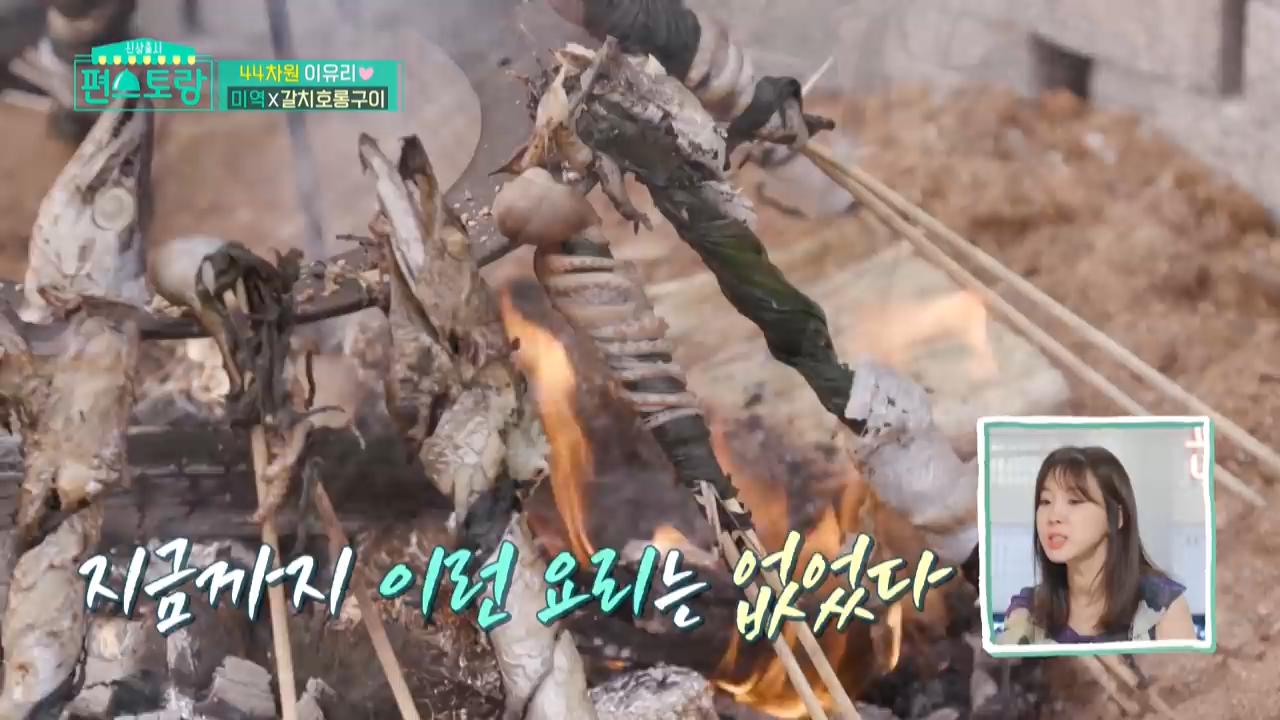 신상출시
편스토랑
44차원 이유리
미역x갈치호롱구이
지금까지 이런 요리는 없었다